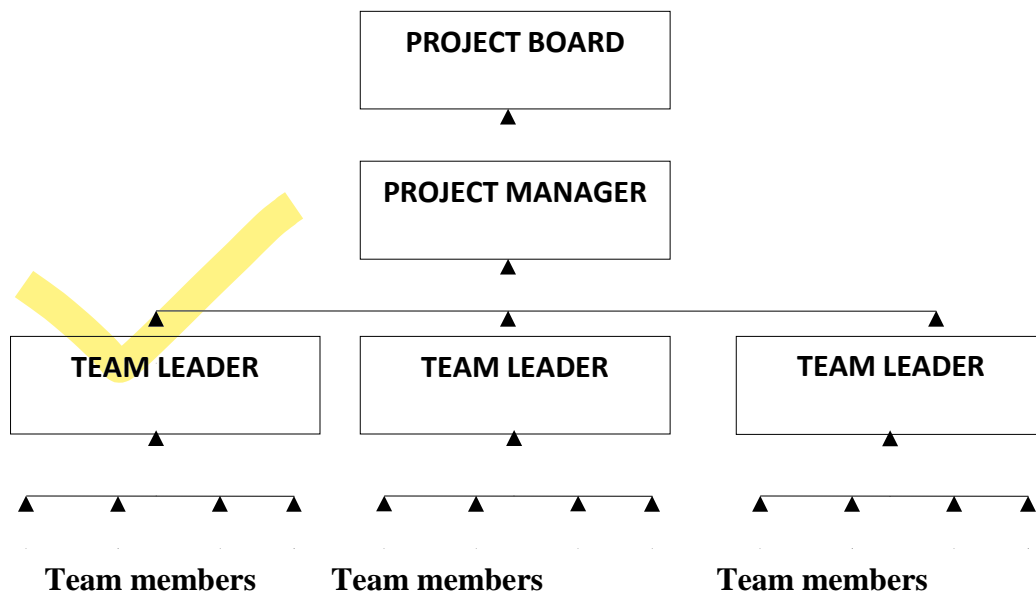 PROJECT BOARD
PROJECT MANAGER
TEAM LEADER TEAM LEADER TEAM LEADER
Team members Team members Team members